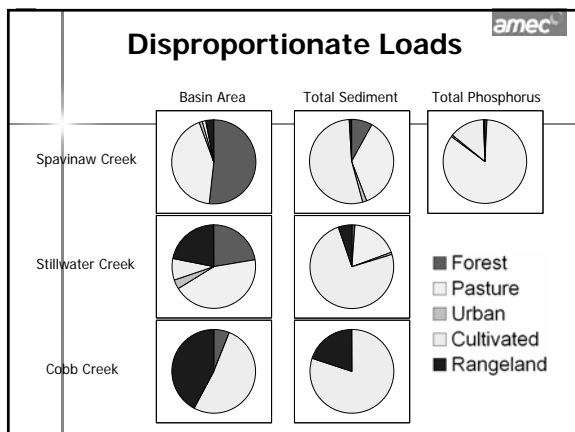 amec
Disproportionate Loads
Basin Area
Total Sediment
Total Phosphorus
Spavinaw Creek
Stillwater Creek
Cobb Creek
Forest
Pasture
Urban
Cultivated
Rangeland